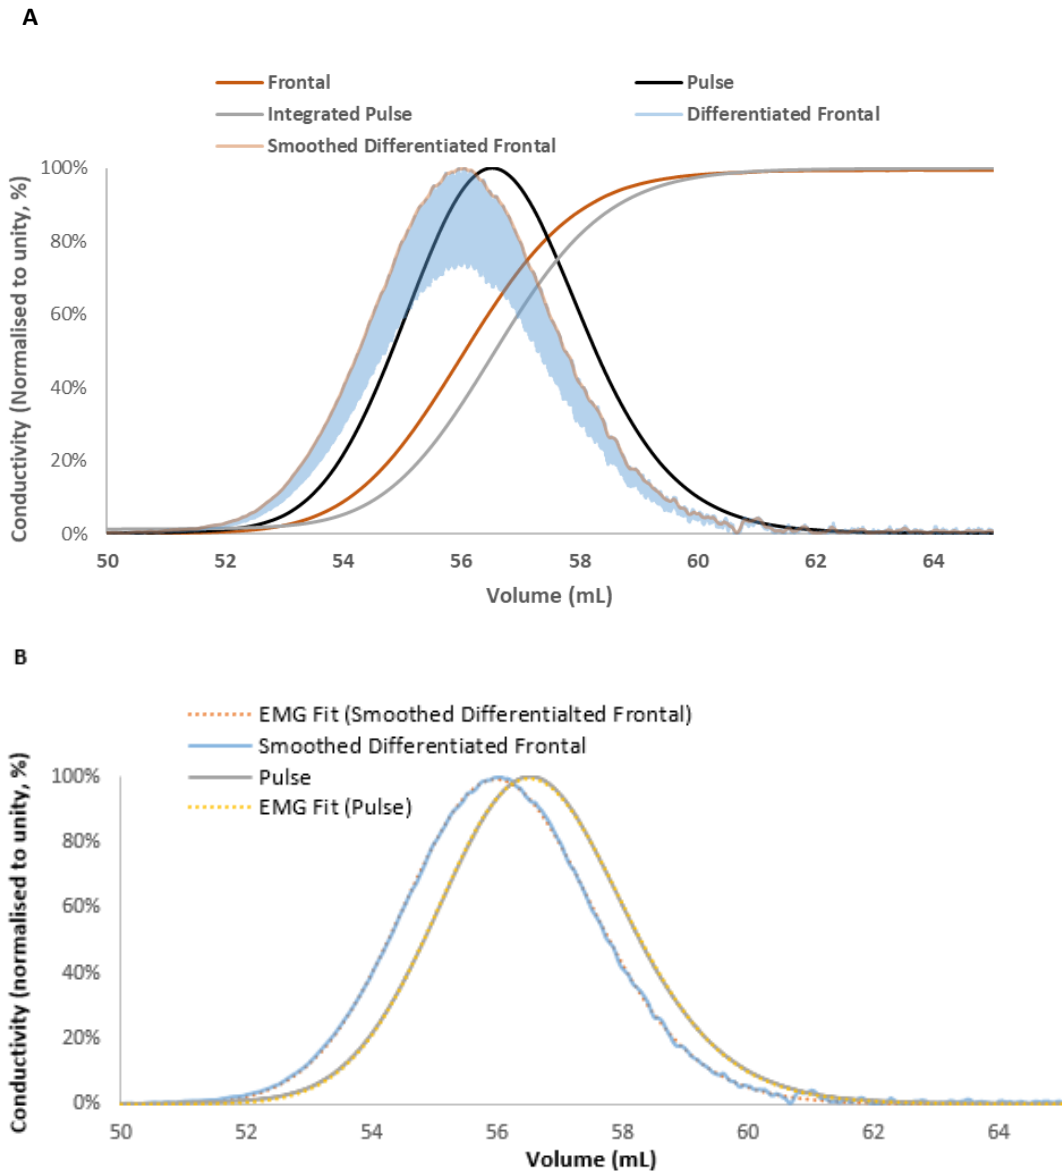 A
Frontal
Pulse
Integrated Pulse
Differentiated Frontal
Smoothed Differentiated Frontal
Conductivity (Normalised to unity, %)
100%
80%
60%
40%
20%
0%
50 52 54 56 58 60 62 64
Volume (mL)
B
EMG Fit (Smoothed Differentialted Frontal)
Smoothed Differentiated Frontal
Pulse
EMG Fit (Pulse)
Conductivity (normalised to unity, %)
100%
80%
60%
40%
20%
0%
50 52 54 56 58 60 62 64
Volume (mL)